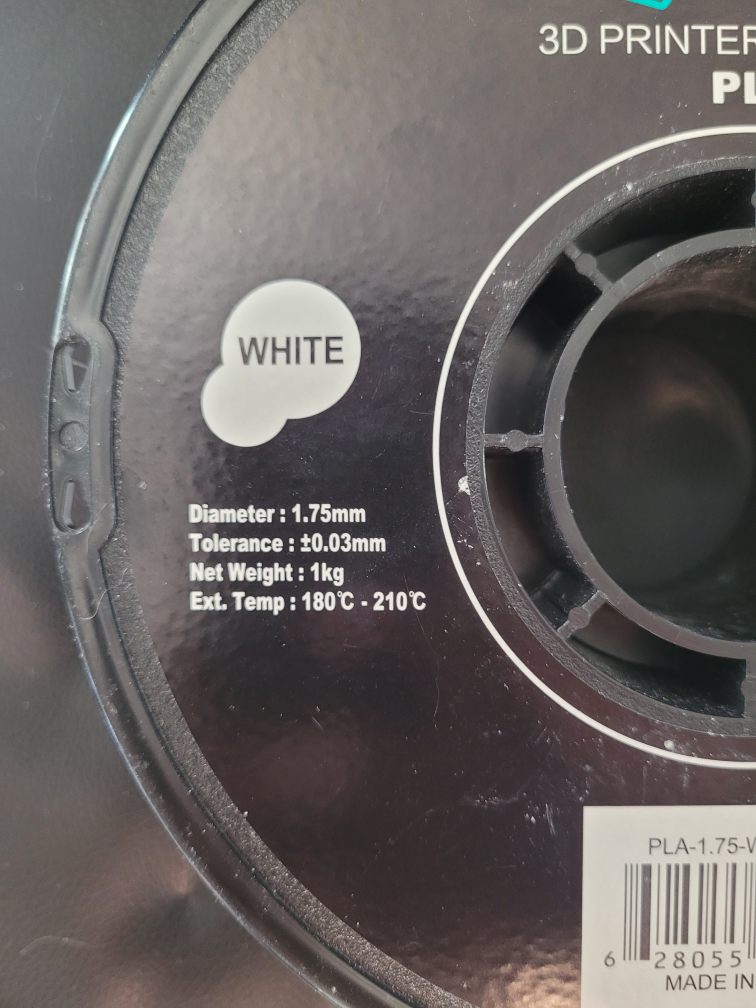 3D PRINTER
PL
WHITE
Diameter : 1.75mm
Tolerance : ±0.03mm
Net Weight : 1kg
Ext. Temp : 180℃ - 210℃
PLA-1.75-W
6 28055
MADE IN